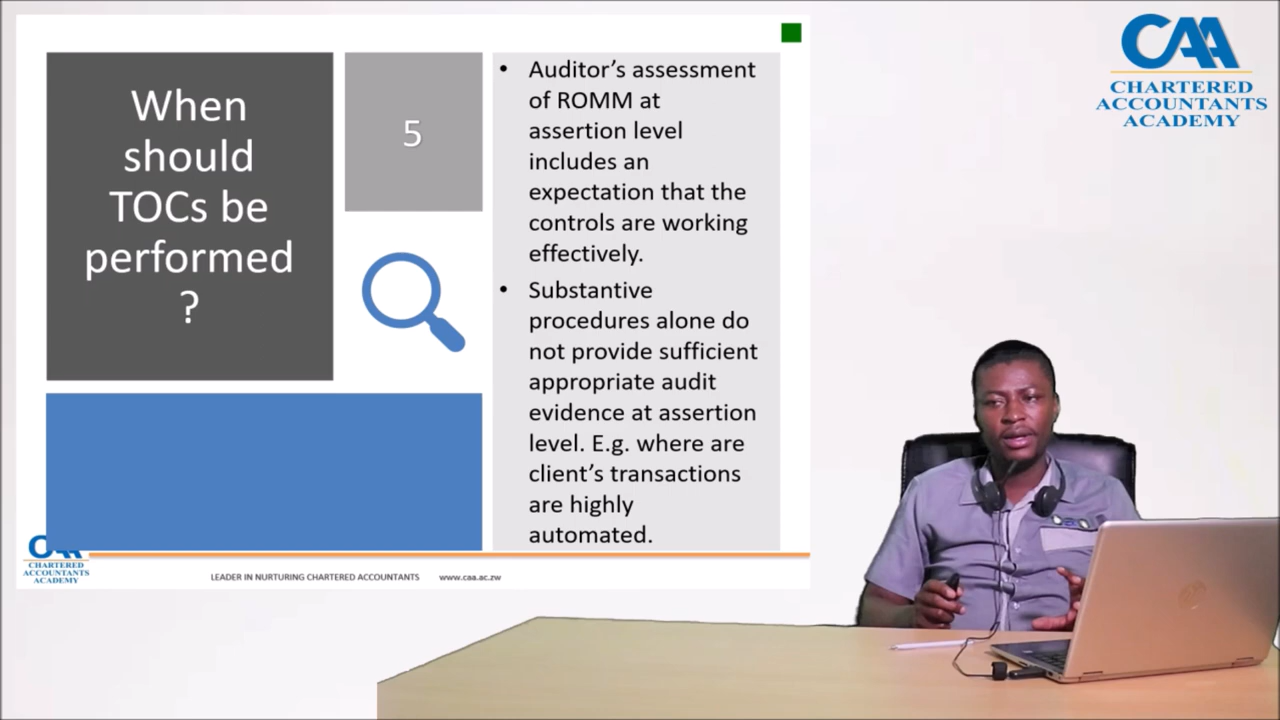 When
should
TOCs be
performed
?
5
• Auditor’s assessment
of ROMM at
assertion level
includes an
expectation that the
controls are working
effectively.
• Substantive
procedures alone do
not provide sufficient
appropriate audit
evidence at assertion
level. E.g. where are
client’s transactions
are highly
automated.
CAA
CHARTERED
ACCOUNTANTS
ACADEMY
LEADER IN NURTURING CHARTERED ACCOUNTANTS www.caa.ac.zw
CAA
CHARTERED
ACCOUNTANTS
ACADEMY
hp